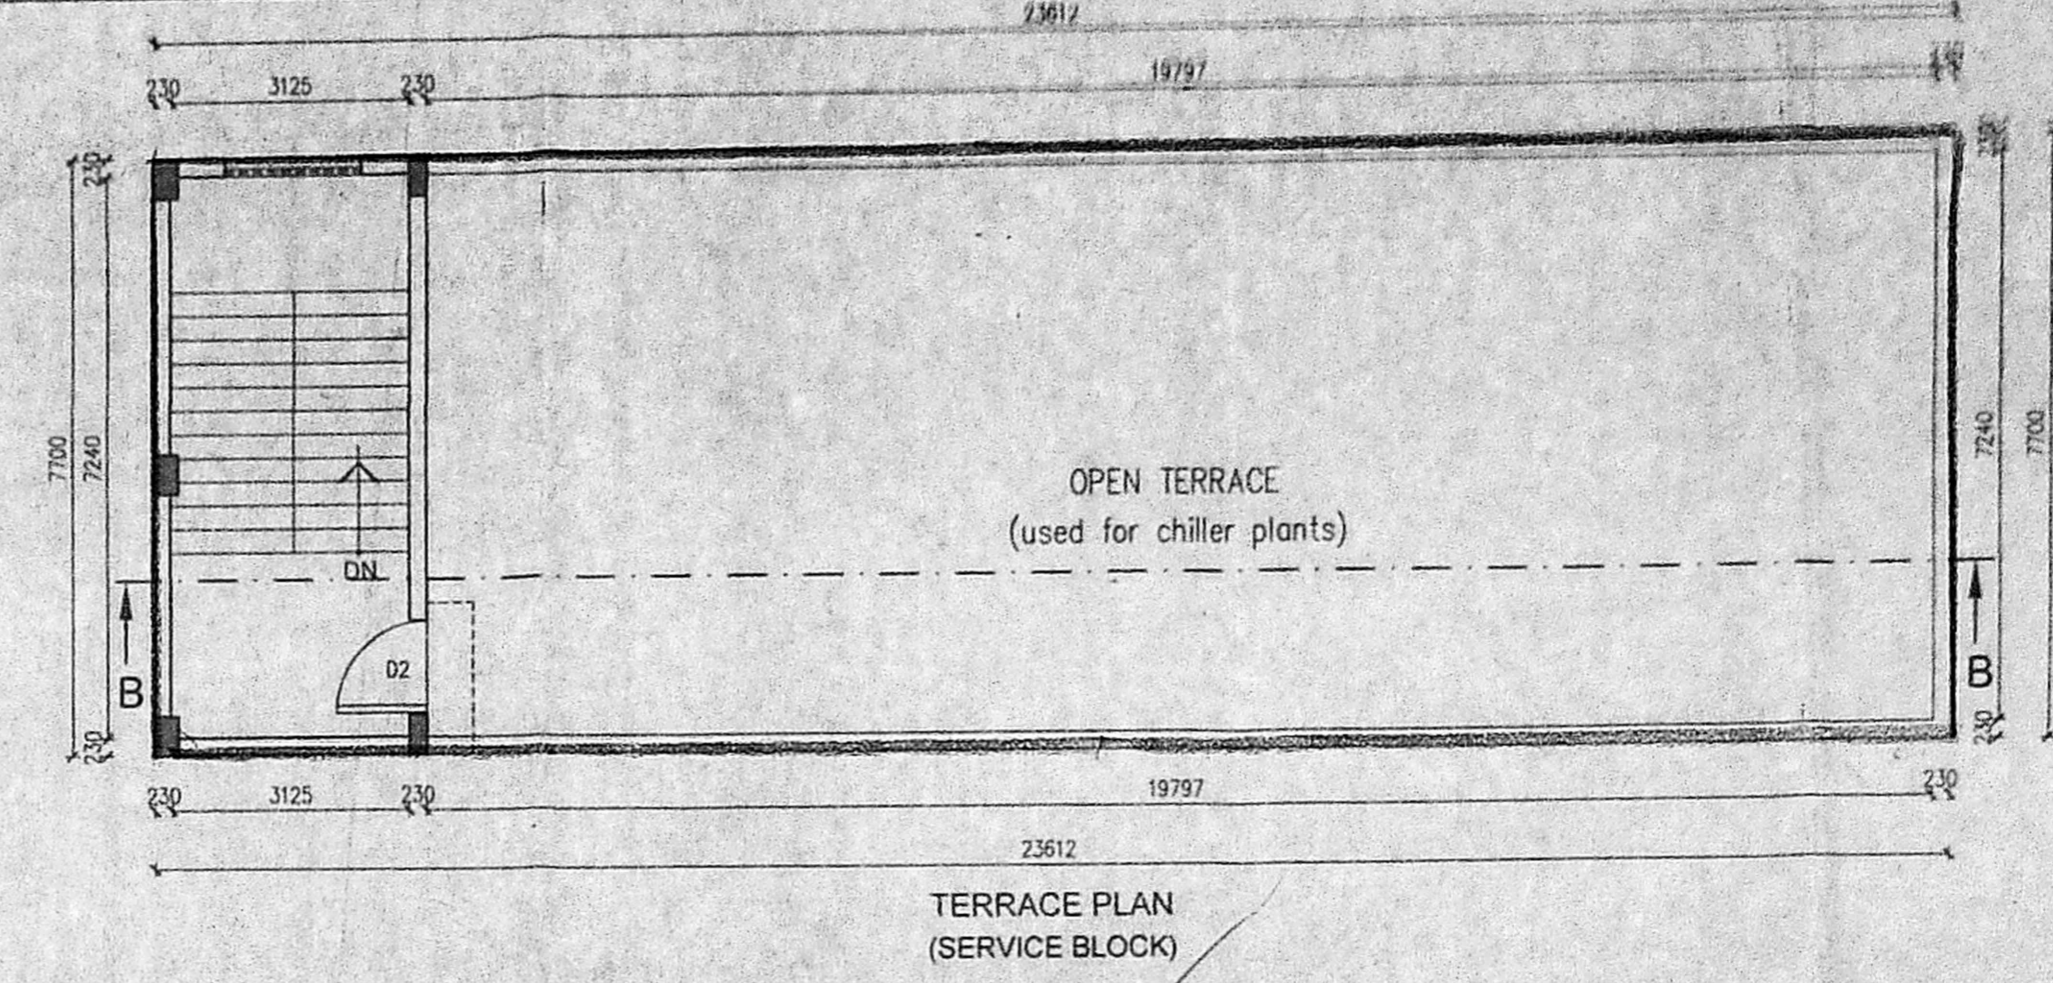 23612
230 3125 230 19797
230
230
7700
7240
7240
7700
OPEN TERRACE
(used for chiller plants)
DN
D2
B
B
230
230
230 3125 230 19797 230
23612
TERRACE PLAN
(SERVICE BLOCK)